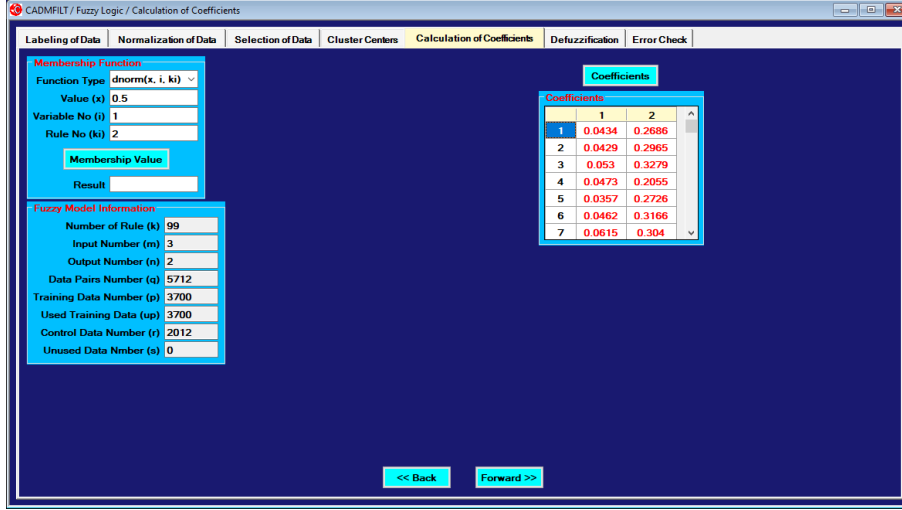 CADMFILT / Fuzzy Logic / Calculation of Coefficients
Labeling of Data Normalization of Data Selection of Data Cluster Centers Calculation of Coefficients Defuzzification Error Check
Membership Function
Function Type dnorm(x, i, ki)
Value (x) 0.5
Variable No (i) 1
Rule No (ki) 2
Membership Value
Result
Fuzzy Model Information
Number of Rule (k) 99
Input Number (m) 3
Output Number (n) 2
Data Pairs Number (q) 5712
Training Data Number (p) 3700
Used Training Data (up) 3700
Control Data Number (r) 2012
Unused Data Nmber (s) 0
Coefficients
Coefficients
1 2
1 0.0434 0.2686
2 0.0429 0.2965
3 0.053 0.3279
4 0.0473 0.2055
5 0.0357 0.2726
6 0.0462 0.3166
7 0.0615 0.304
<< Back Forward >>